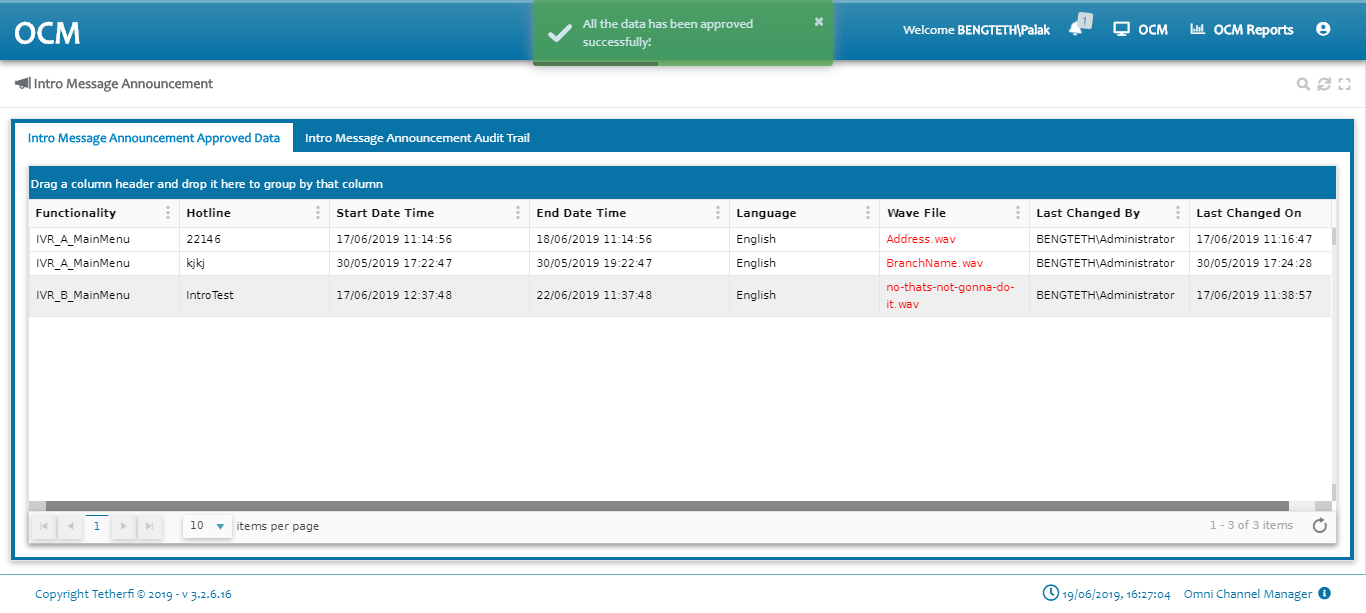 OCM
All the data has been approved
successfully!
Welcome BENGTETH\Palak
1
OCM
OCM Reports
Intro Message Announcement
Intro Message Announcement Approved Data
Intro Message Announcement Audit Trail
Drag a column header and drop it here to group by that column
Functionality Hotline Start Date Time End Date Time Language Wave File Last Changed By Last Changed On
IVR_A_MainMenu 22146 17/06/2019 11:14:56 18/06/2019 11:14:56 English Address.wav BENGTETH\Administrator 17/06/2019 11:16:47
IVR_A_MainMenu kjkj 30/05/2019 17:22:47 30/05/2019 19:22:47 English BranchName.wav BENGTETH\Administrator 30/05/2019 17:24:28
IVR_B_MainMenu IntroTest 17/06/2019 12:37:48 22/06/2019 11:37:48 English no-thats-not-gonna-do-
it.wav BENGTETH\Administrator 17/06/2019 11:38:57
1
10 items per page
1 - 3 of 3 items
Copyright Tetherfi © 2019 - v 3.2.6.16
19/06/2019, 16:27:04
Omni Channel Manager